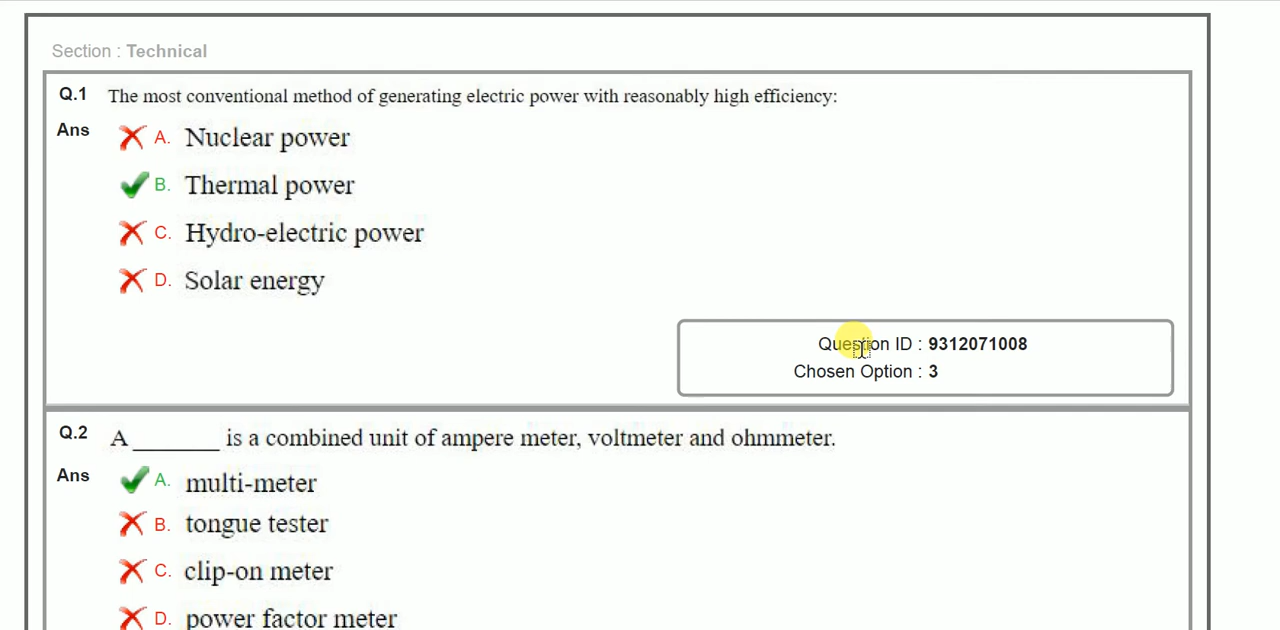 Section : Technical
Q.1 The most conventional method of generating electric power with reasonably high efficiency:
Ans A. Nuclear power
B. Thermal power
C. Hydro-electric power
D. Solar energy
Question ID : 9312071008
Chosen Option : 3
Q.2 A ________ is a combined unit of ampere meter, voltmeter and ohmmeter.
Ans A. multi-meter
B. tongue tester
C. clip-on meter
D. power factor meter